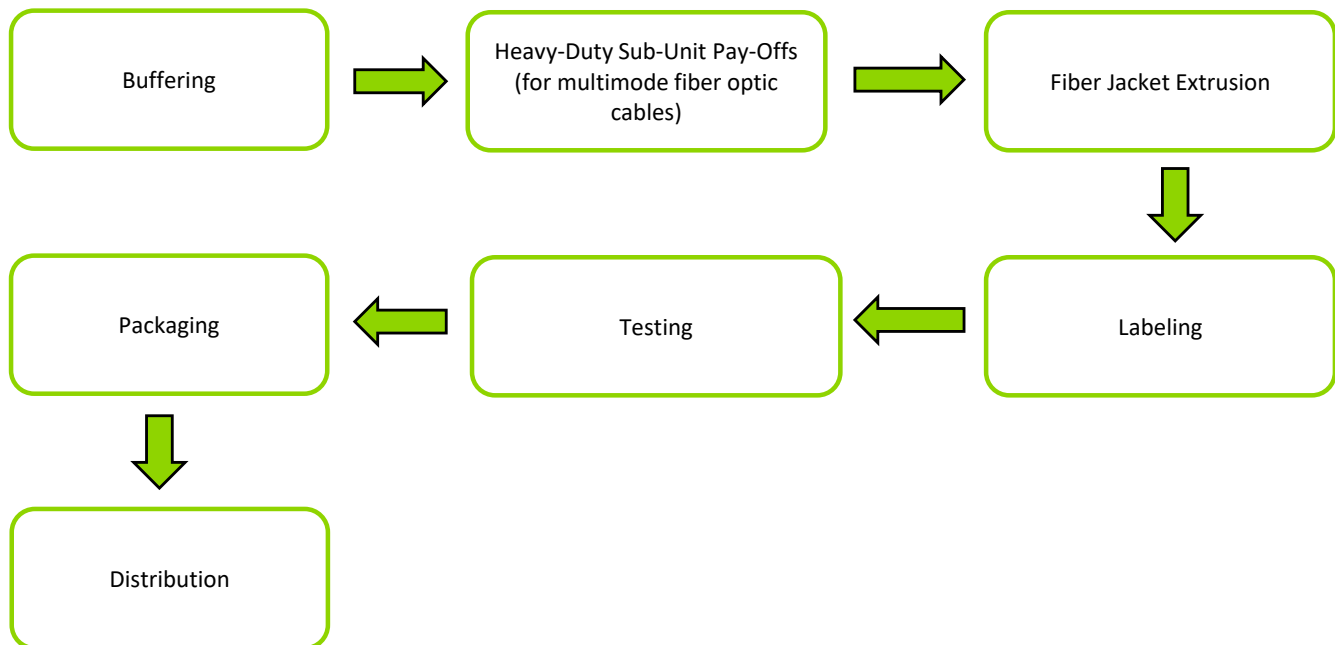 Buffering
Heavy-Duty Sub-Unit Pay-Offs
(for multimode fiber optic
cables)
Fiber Jacket Extrusion
Packaging
Testing
Labeling
Distribution